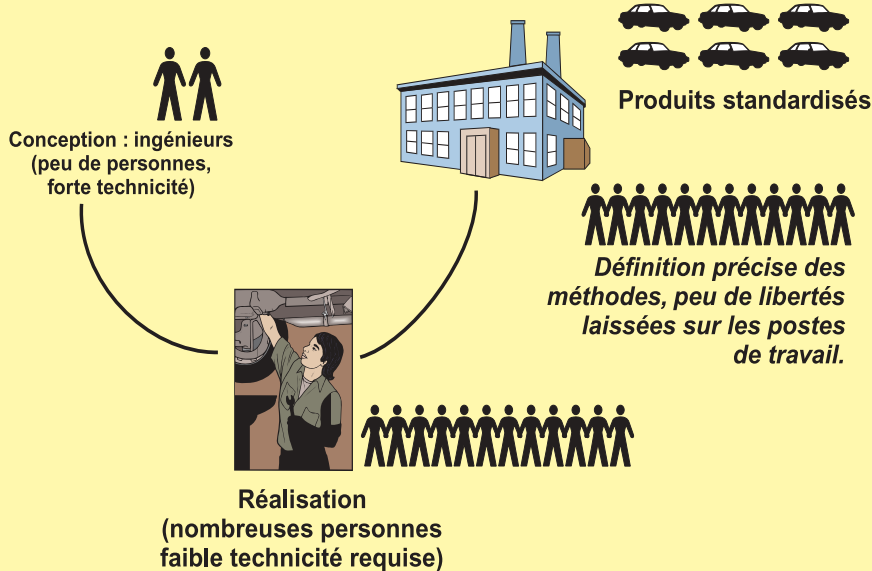 Conception : ingénieurs
(peu de personnes,
forte technicité)
Produits standardisés
Définition précise des
méthodes, peu de libertés
laissées sur les postes
de travail.
Réalisation
(nombreuses personnes
faible technicité requise)